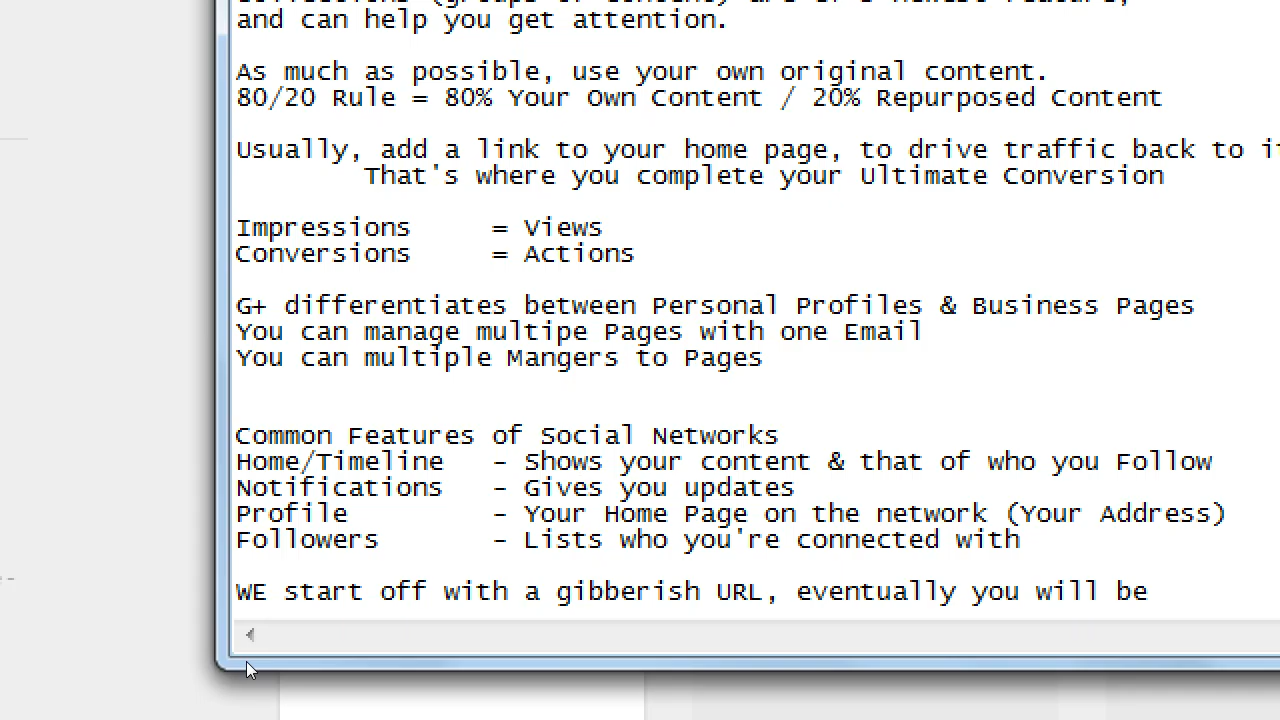 and can help you get attention.
As much as possible, use your own original content.
80/20 Rule = 80% Your Own Content / 20% Repurposed Content
Usually, add a link to your home page, to drive traffic back to
That's where you complete your Ultimate Conversion
Impressions = Views
Conversions = Actions
G+ differentiates between Personal Profiles & Business Pages
You can manage multipe Pages with one Email
You can multiple Mangers to Pages
Common Features of Social Networks
Home/Timeline - Shows your content & that of who you Follow
Notifications - Gives you updates
Profile - Your Home Page on the network (Your Address)
Followers - Lists who you're connected with
WE start off with a gibberish URL, eventually you will be